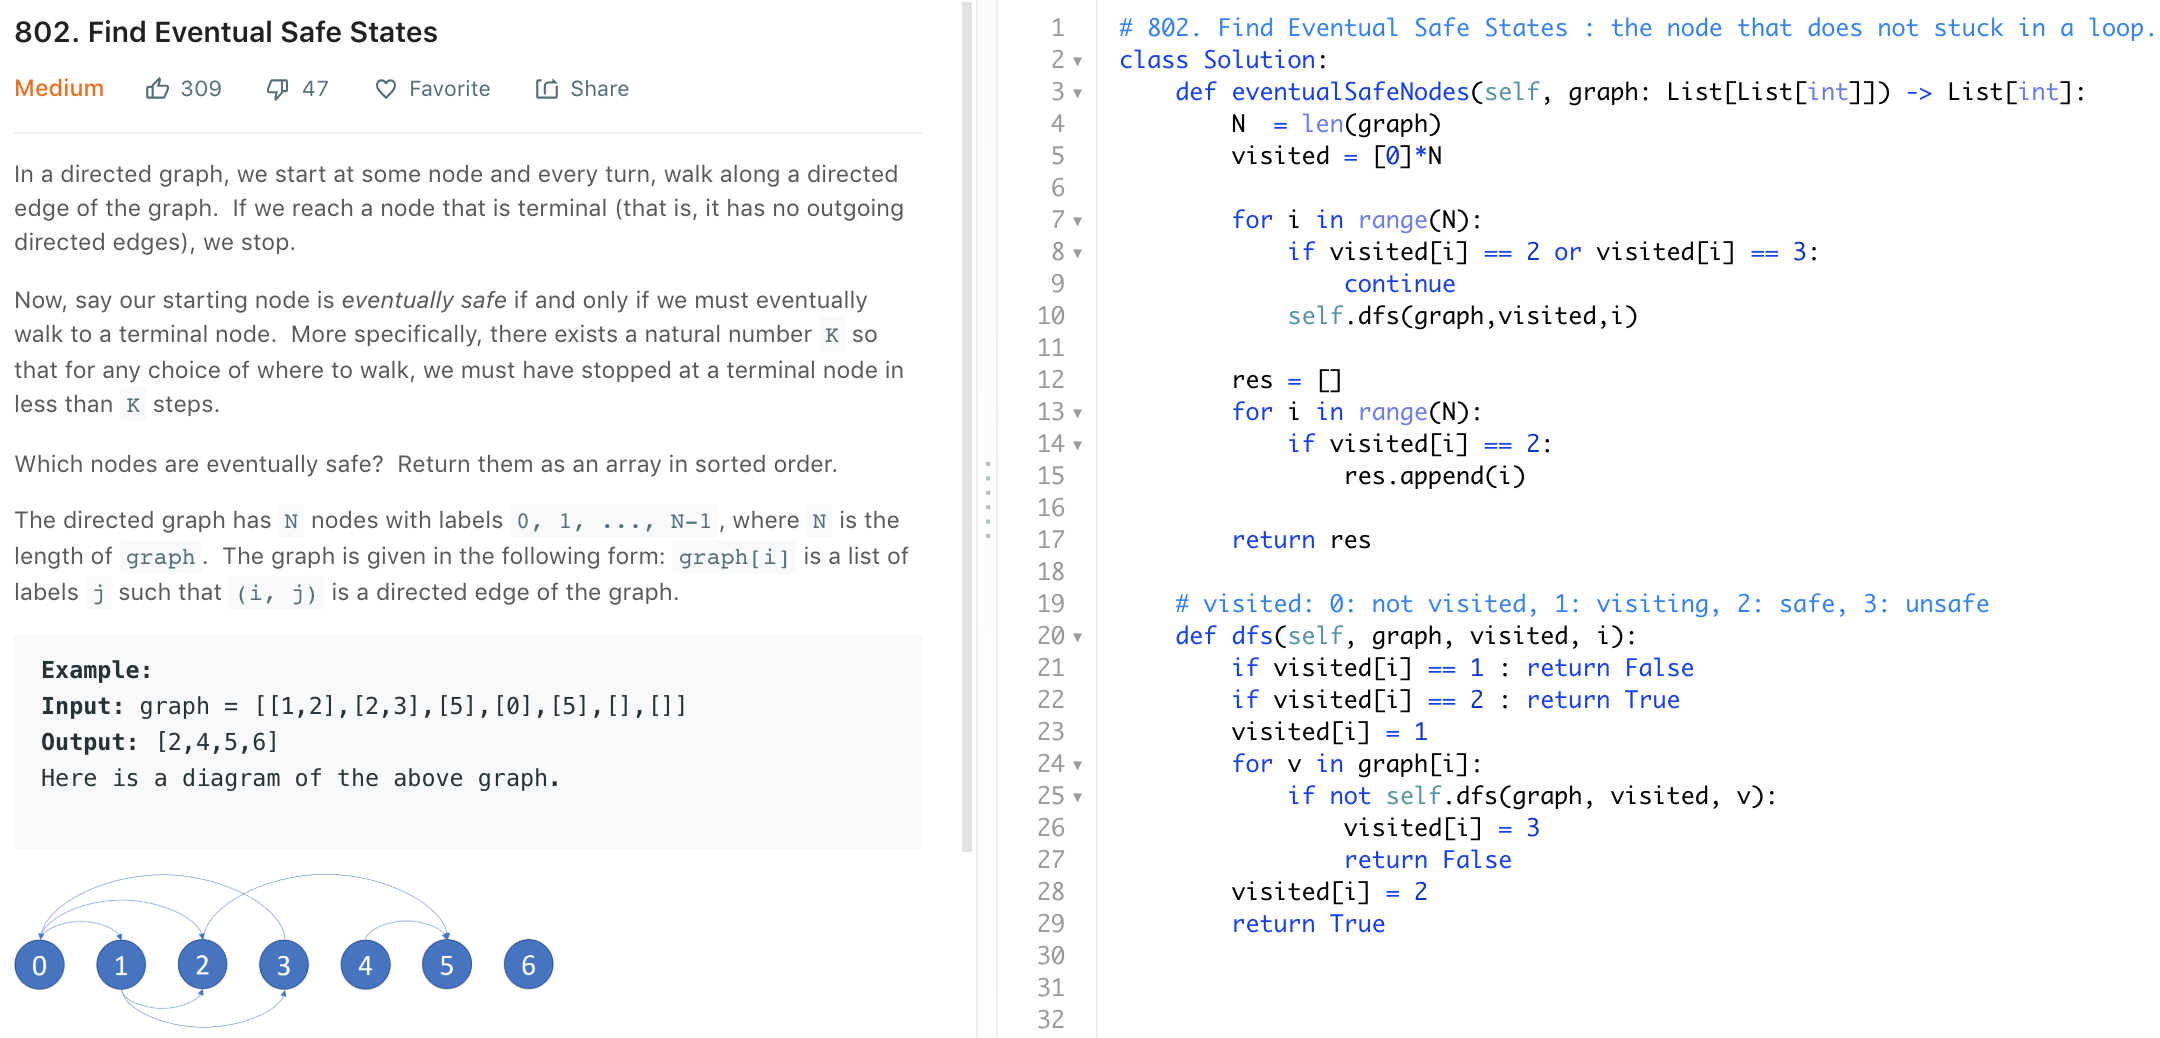 802. Find Eventual Safe States
Medium 309 47 Favorite Share
In a directed graph, we start at some node and every turn, walk along a directed
edge of the graph.  If we reach a node that is terminal (that is, it has no outgoing
directed edges), we stop.
Now, say our starting node is eventually safe if and only if we must eventually
walk to a terminal node.  More specifically, there exists a natural number K so
that for any choice of where to walk, we must have stopped at a terminal node in
less than K steps.
Which nodes are eventually safe?  Return them as an array in sorted order.
The directed graph has N nodes with labels 0, 1, ..., N-1, where N is the
length of graph.  The graph is given in the following form: graph[i] is a list of
labels j such that (i, j) is a directed edge of the graph.
Example:
Input: graph = [[1,2],[2,3],[5],[0],[5],[],[]]
Output: [2,4,5,6]
Here is a diagram of the above graph.
0 1 2 3 4 5 6
1 # 802. Find Eventual Safe States : the node that does not stuck in a loop.
2 class Solution:
3     def eventualSafeNodes(self, graph: List[List[int]]) -> List[int]:
4         N  = len(graph)
5         visited = [0]*N
6
7         for i in range(N):
8             if visited[i] == 2 or visited[i] == 3:
9                 continue
10             self.dfs(graph,visited,i)
11
12         res = []
13         for i in range(N):
14             if visited[i] == 2:
15                 res.append(i)
16
17         return res
18
19     # visited: 0: not visited, 1: visiting, 2: safe, 3: unsafe
20     def dfs(self, graph, visited, i):
21         if visited[i] == 1 : return False
22         if visited[i] == 2 : return True
23         visited[i] = 1
24         for v in graph[i]:
25             if not self.dfs(graph, visited, v):
26                 visited[i] = 3
27                 return False
28         visited[i] = 2
29         return True
30
31
32